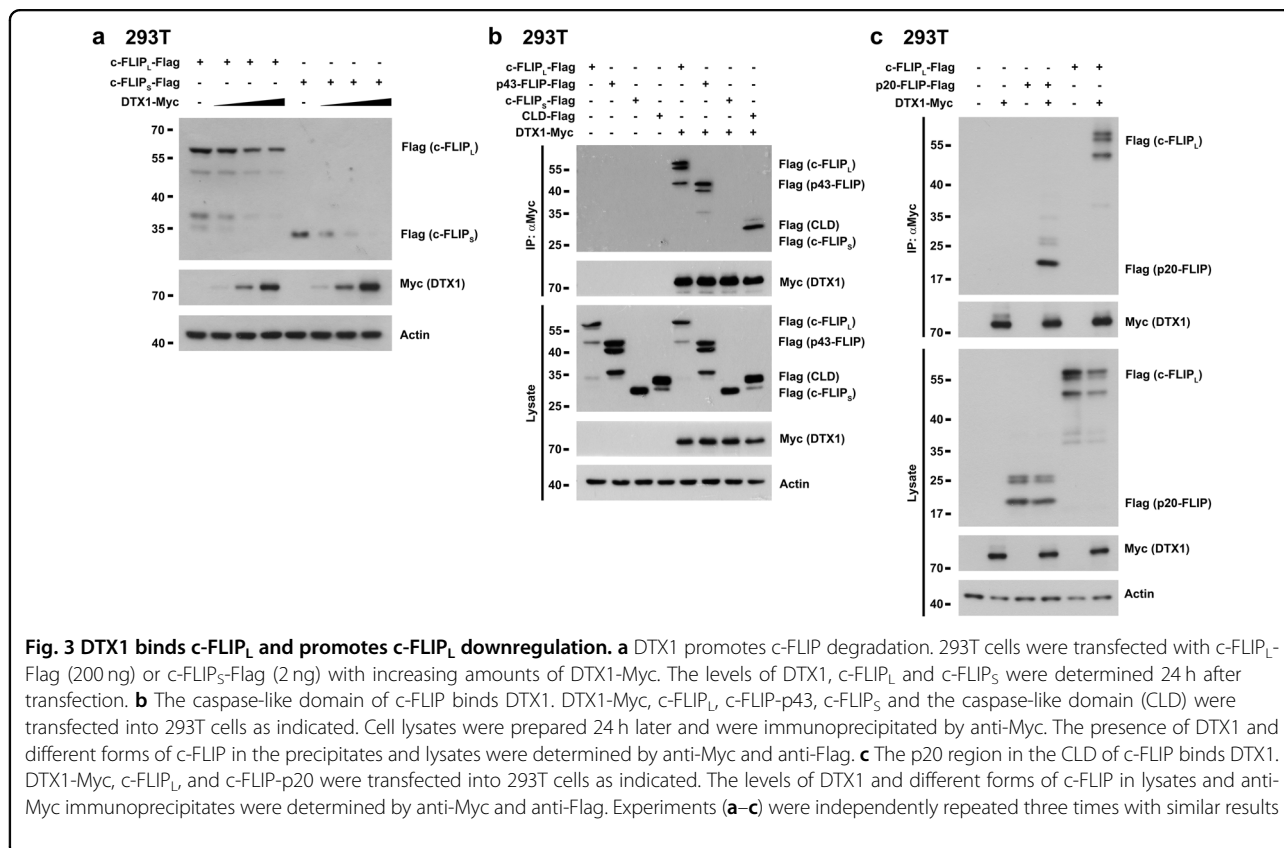 a 293T
c-FLIPL-Flag + + + + - - - -
c-FLIPS-Flag - - - - + + + +
DTX1-Myc - -
70
55
40
35
Flag (c-FLIPL)
Flag (c-FLIPS)
70
Myc (DTX1)
40
Actin
b 293T
c-FLIPL-Flag + - - - + - - -
p43-FLIP-Flag - + - - - + - -
c-FLIPS-Flag - - + - - - + -
CLD-Flag - - - + - - - +
DTX1-Myc - - - - + + + +
IP: αMyc
55
40
35
25
Flag (c-FLIPL)
Flag (p43-FLIP)
Flag (CLD)
Flag (c-FLIPS)
70
Myc (DTX1)
Lysate
55
40
35
25
Flag (c-FLIPL)
Flag (p43-FLIP)
Flag (CLD)
Flag (c-FLIPS)
70
Myc (DTX1)
40
Actin
c 293T
c-FLIPL-Flag - - - - + +
p20-FLIP-Flag - - + + - -
DTX1-Myc - + - + - +
IP: αMyc
55
40
35
25
17
Flag (c-FLIPL)
Flag (p20-FLIP)
70
Myc (DTX1)
Lysate
55
40
35
25
17
Flag (c-FLIPL)
Flag (p20-FLIP)
70
Myc (DTX1)
40
Actin
Fig. 3 DTX1 binds c-FLIPL and promotes c-FLIPL downregulation. a DTX1 promotes c-FLIP degradation. 293T cells were transfected with c-FLIPL-
Flag (200 ng) or c-FLIPS-Flag (2 ng) with increasing amounts of DTX1-Myc. The levels of DTX1, c-FLIPL and c-FLIPS were determined 24 h after
transfection. b The caspase-like domain of c-FLIP binds DTX1. DTX1-Myc, c-FLIPL, c-FLIP-p43, c-FLIPS and the caspase-like domain (CLD) were
transfected into 293T cells as indicated. Cell lysates were prepared 24 h later and were immunoprecipitated by anti-Myc. The presence of DTX1 and
different forms of c-FLIP in the precipitates and lysates were determined by anti-Myc and anti-Flag. c The p20 region in the CLD of c-FLIP binds DTX1.
DTX1-Myc, c-FLIPL, and c-FLIP-p20 were transfected into 293T cells as indicated. The levels of DTX1 and different forms of c-FLIP in lysates and anti-
Myc immunoprecipitates were determined by anti-Myc and anti-Flag. Experiments (a–c) were independently repeated three times with similar results